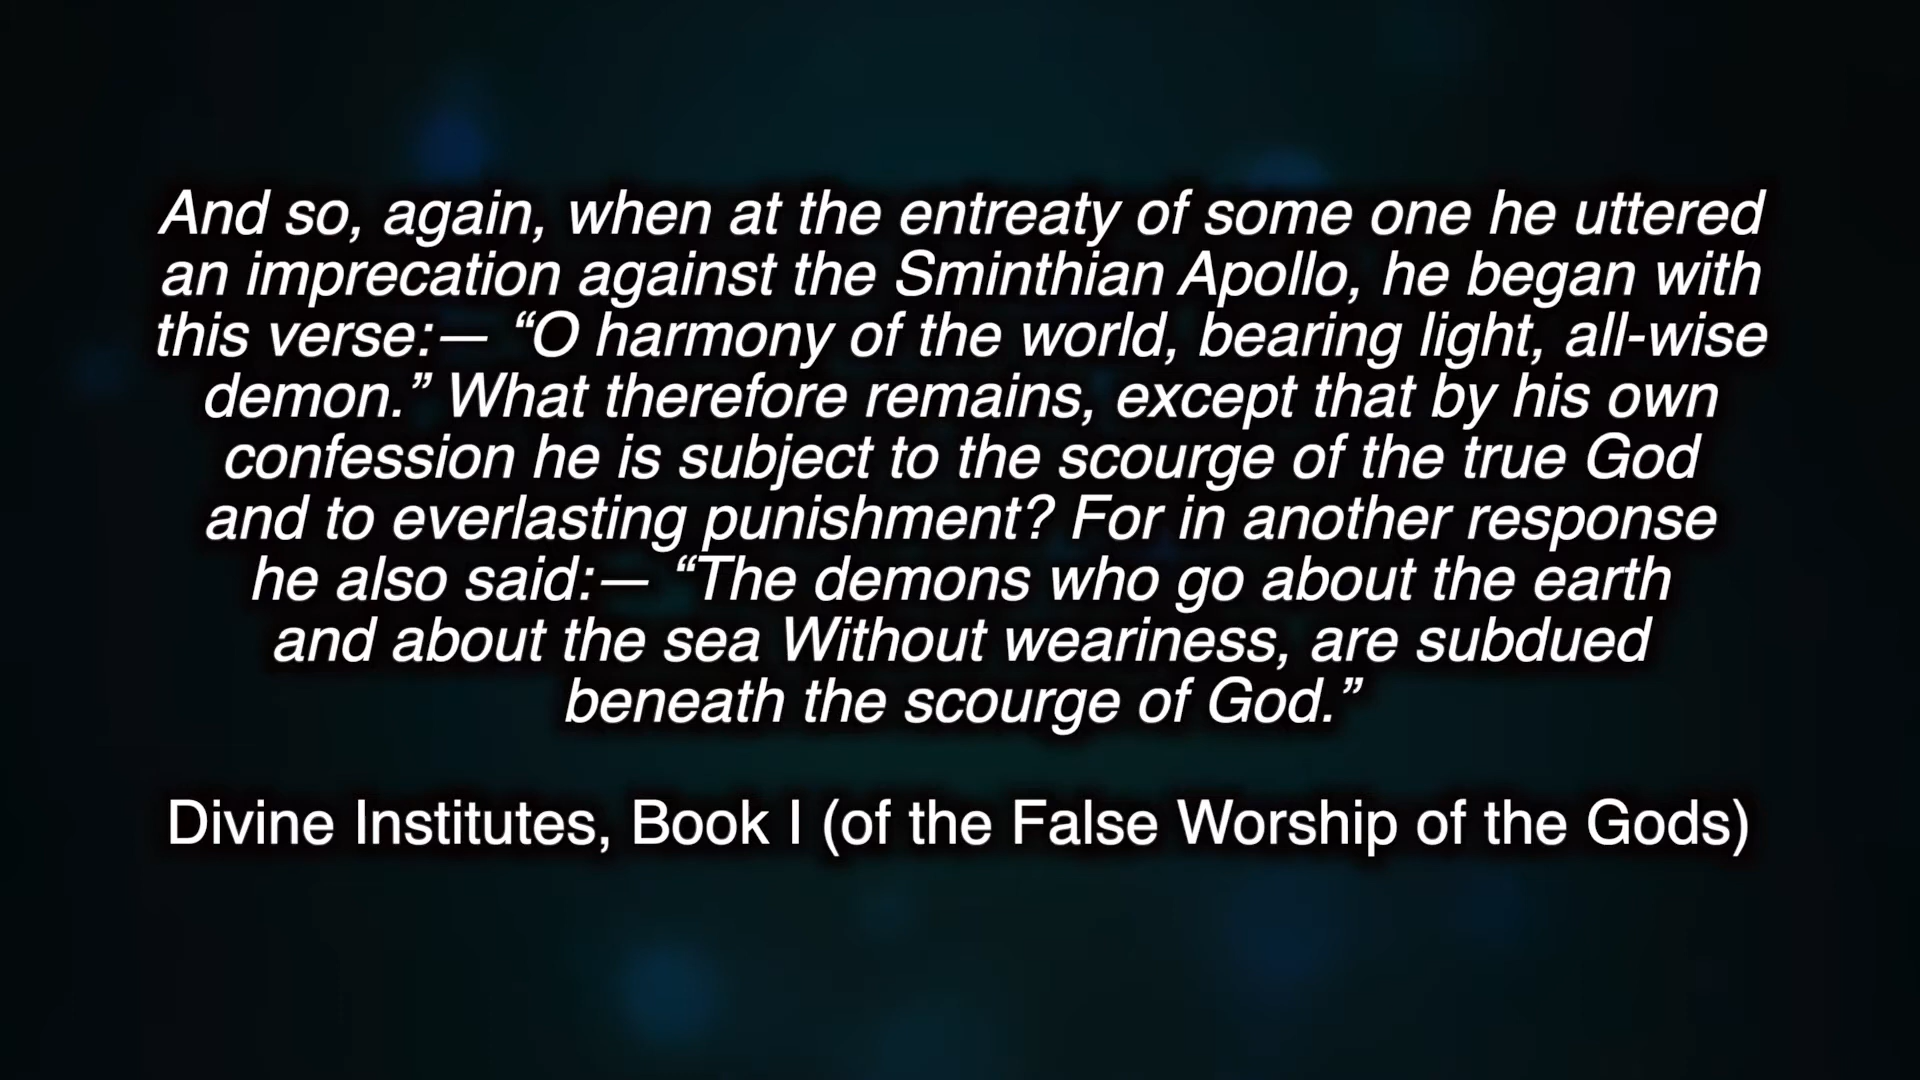 And so, again, when at the entreaty of some one he uttered
an imprecation against the Sminthian Apollo, he began with
this verse:— “O harmony of the world, bearing light, all-wise
demon.” What therefore remains, except that by his own
confession he is subject to the scourge of the true God
and to everlasting punishment? For in another response
he also said:— “The demons who go about the earth
and about the sea Without weariness, are subdued
beneath the scourge of God.”
Divine Institutes, Book I (of the False Worship of the Gods)